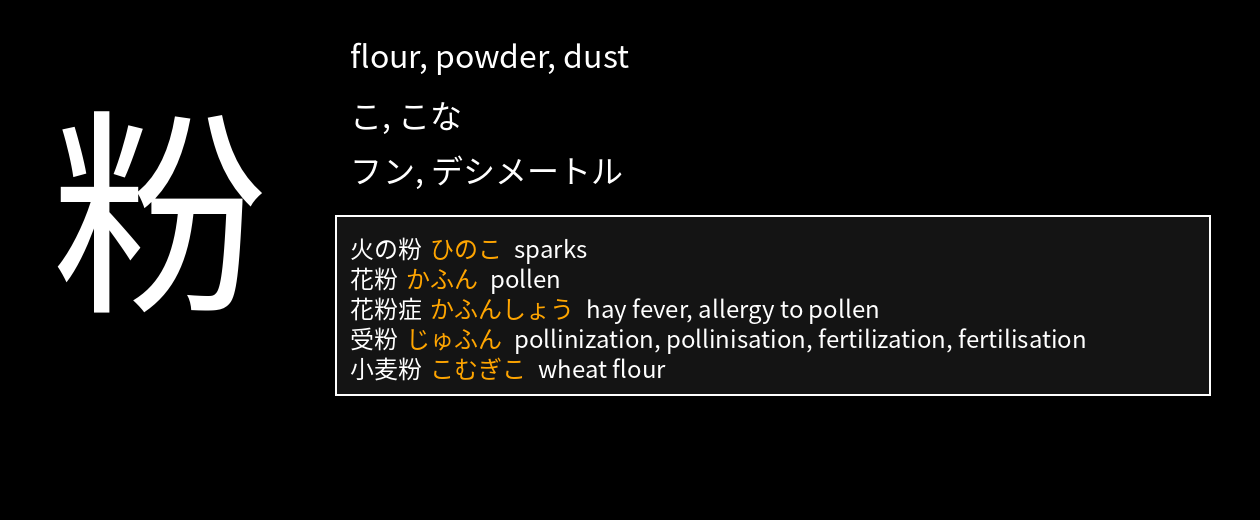 粉
flour, powder, dust
こ, こな
フン, デシメートル
火の粉 ひのこ sparks
花粉 かふん pollen
花粉症 かふんしょう hay fever, allergy to pollen
受粉 じゅふん pollinization, pollinisation, fertilization, fertilisation
小麦粉 こむぎこ wheat flour